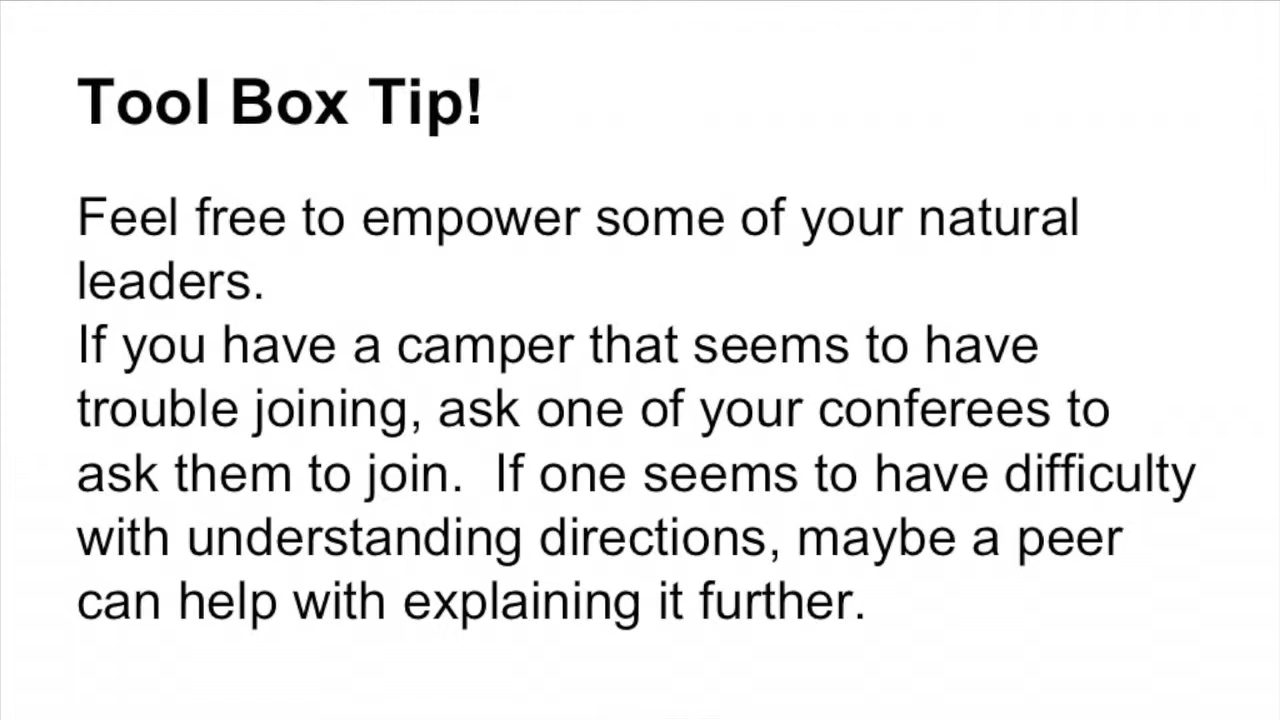 Tool Box Tip!
Feel free to empower some of your natural
leaders.
If you have a camper that seems to have
trouble joining, ask one of your conferees to
ask them to join.  If one seems to have difficulty
with understanding directions, maybe a peer
can help with explaining it further.